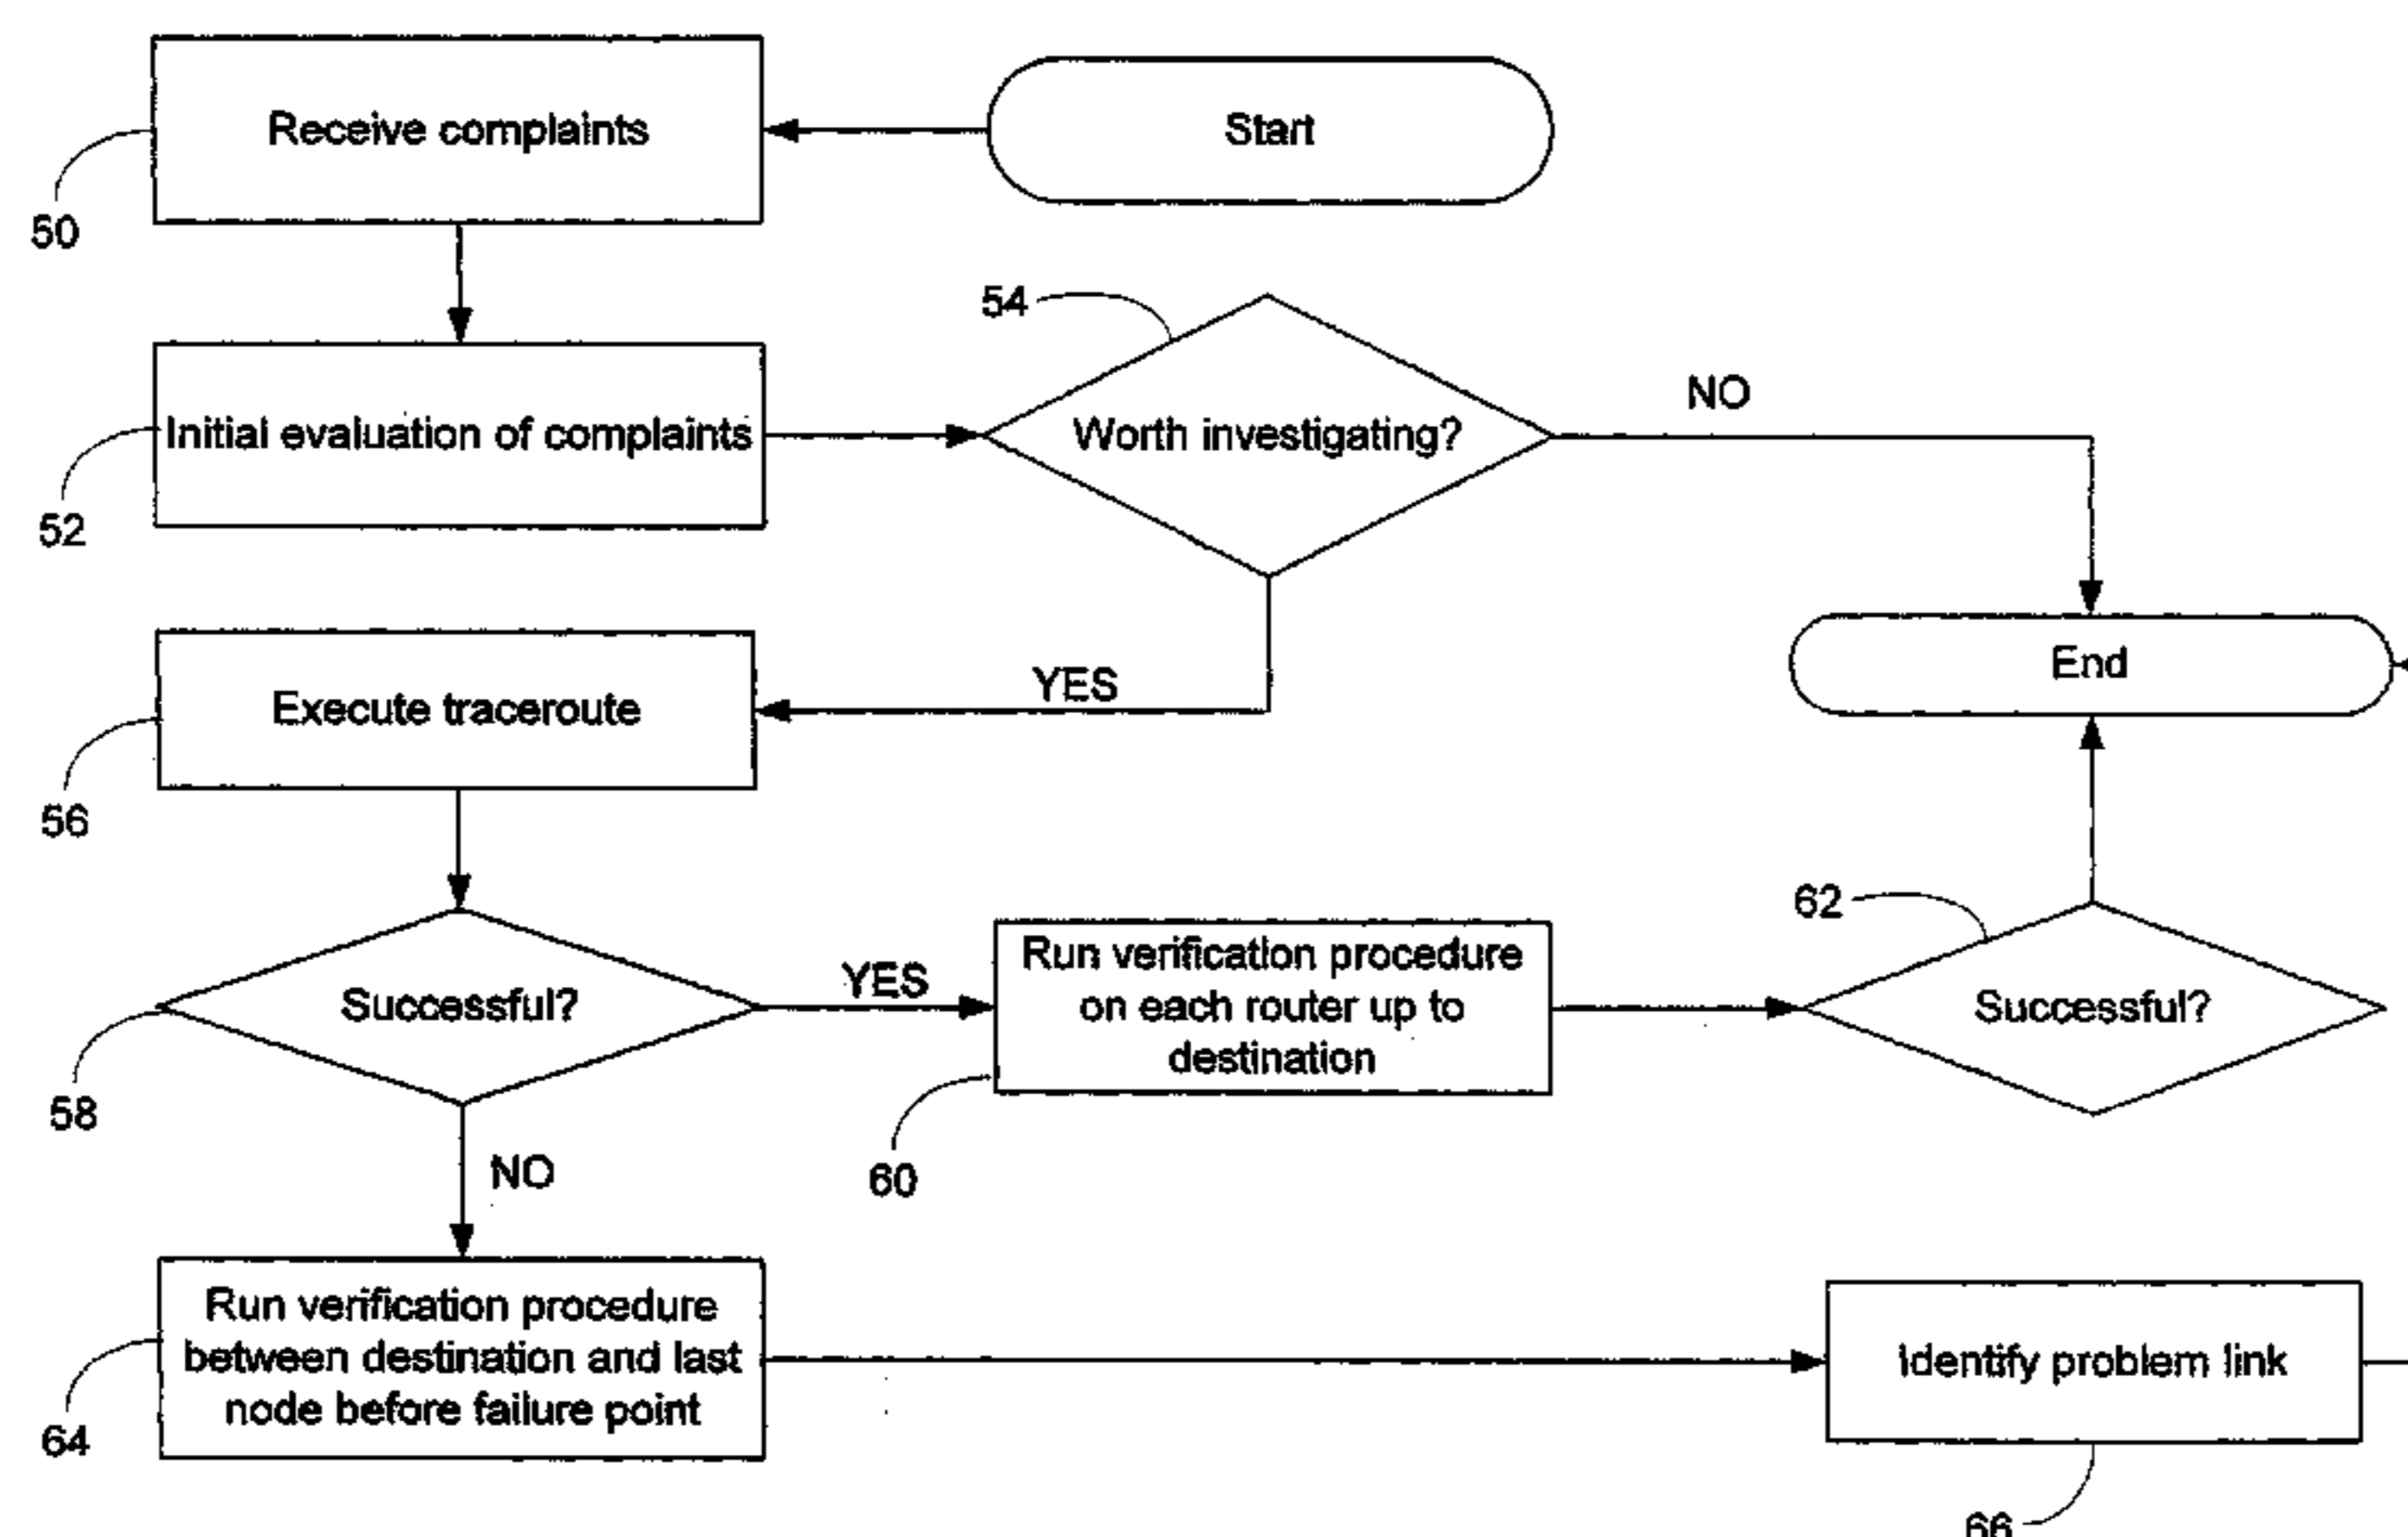 Receive complaints
Start
50
54
Initial evaluation of complaints
Worth investigating?
NO
52
Execute traceroute
YES
End
56
62
Successful?
YES
Run verification procedure
on each router up to
destination
Successful?
58
60
NO
Run verification procedure
between destination and last
node before failure point
Identify problem link
64
66